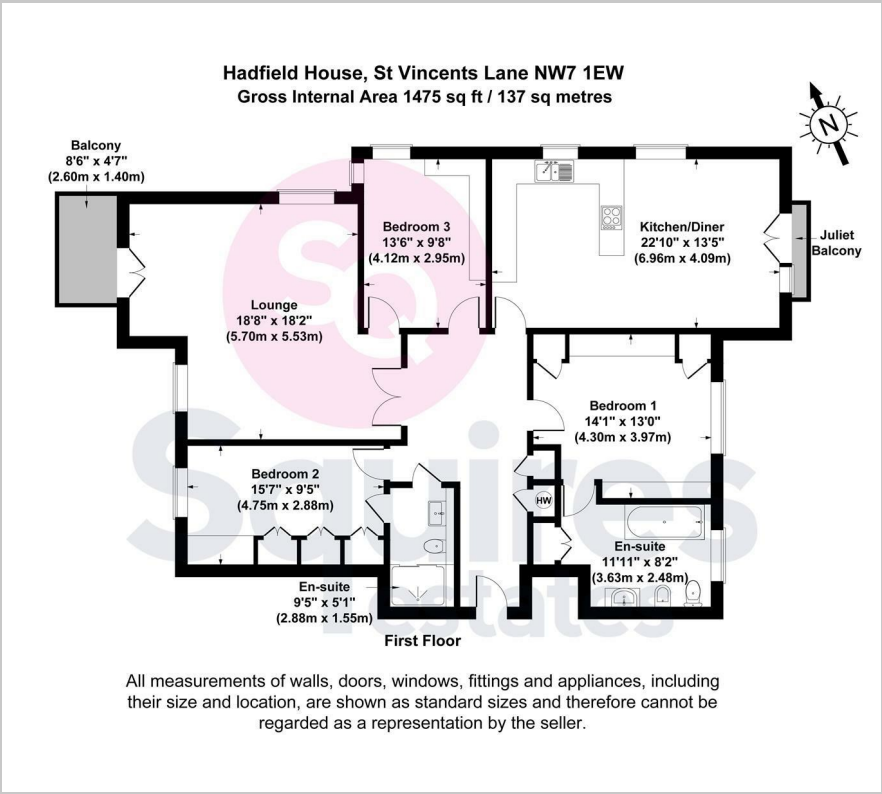 Hadfield House, St Vincents Lane NW7 1EW
Gross Internal Area 1475 sq ft / 137 sq metres
N
Balcony
8'6" x 4'7"
(2.60m x 1.40m)
Bedroom 3
13'6" x 9'8"
(4.12m x 2.95m)
Kitchen/Diner
22'10" x 13'5"
(6.96m x 4.09m)
Juliet
Balcony
Lounge
18'8" x 18'2"
(5.70m x 5.53m)
Bedroom 1
14'1" x 13'0"
(4.30m x 3.97m)
Bedroom 2
15'7" x 9'5"
(4.75m x 2.88m)
HW
En-suite
11'11" x 8'2"
(3.63m x 2.48m)
En-suite
9'5" x 5'1"
(2.88m x 1.55m)
SQ
Squires
estates
First Floor
All measurements of walls, doors, windows, fittings and appliances, including
their size and location, are shown as standard sizes and therefore cannot be
regarded as a representation by the seller.